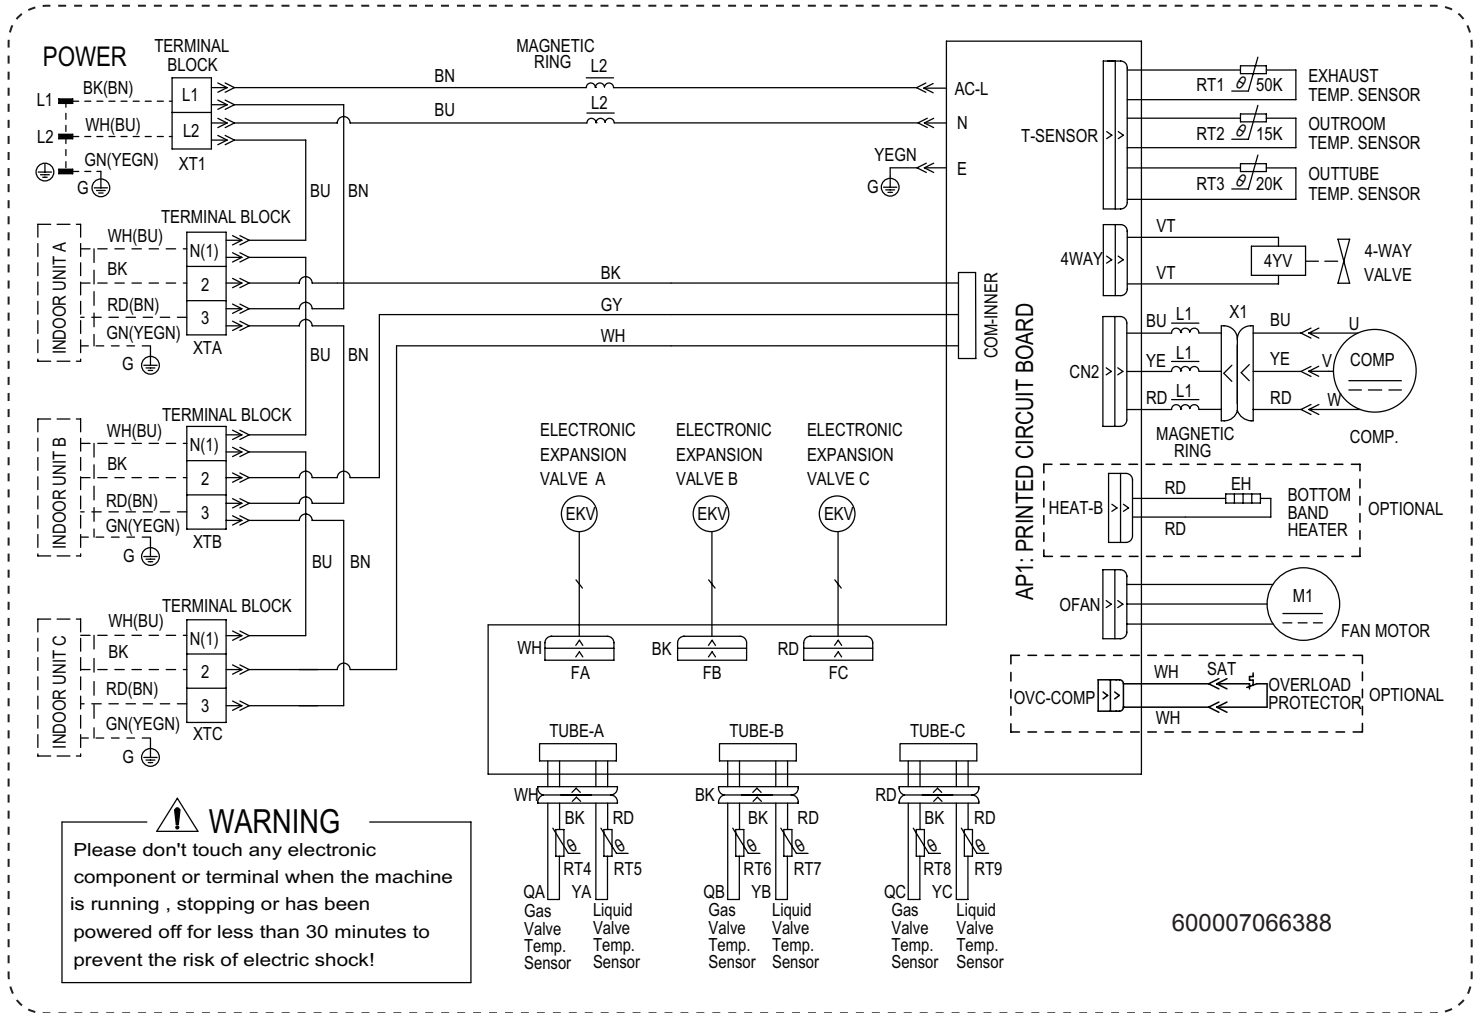 POWER
TERMINAL
BLOCK
L1
BK(BN)
L1
L2
WH(BU)
L2
GN(YEGN)
G
XT1
BN
BU
MAGNETIC
RING
L2
L2
AC-L
N
YEGN
E
G
BU
BN
TERMINAL BLOCK
INDOOR UNIT A
WH(BU)
N(1)
BK
2
RD(BN)
3
GN(YEGN)
G
XTA
BK
GY
WH
COM-INNER
BU
BN
TERMINAL BLOCK
INDOOR UNIT B
WH(BU)
N(1)
BK
2
RD(BN)
3
GN(YEGN)
G
XTB
BU
BN
TERMINAL BLOCK
INDOOR UNIT C
WH(BU)
N(1)
BK
2
RD(BN)
3
GN(YEGN)
G
XTC
ELECTRONIC
EXPANSION
VALVE A
EKV
WH
FA
ELECTRONIC
EXPANSION
VALVE B
EKV
BK
FB
ELECTRONIC
EXPANSION
VALVE C
EKV
RD
FC
AP1: PRINTED CIRCUIT BOARD
T-SENSOR
RT1
θ
50K
EXHAUST
TEMP. SENSOR
RT2
θ
15K
OUTROOM
TEMP. SENSOR
RT3
θ
20K
OUTTUBE
TEMP. SENSOR
4WAY
VT
VT
4YV
4-WAY
VALVE
CN2
BU
L1
YE
L1
RD
L1
MAGNETIC
RING
X1
BU
U
YE
V
RD
W
COMP
COMP.
HEAT-B
RD
EH
RD
BOTTOM
BAND
HEATER
OPTIONAL
OFAN
M1
FAN MOTOR
OVC-COMP
WH
SAT
WH
OVERLOAD
PROTECTOR
OPTIONAL
TUBE-A
WH
BK
RD
θ
θ
RT4
RT5
QA
YA
Gas
Valve
Temp.
Sensor
Liquid
Valve
Temp.
Sensor
TUBE-B
BK
BK
RD
θ
θ
RT6
RT7
QB
YB
Gas
Valve
Temp.
Sensor
Liquid
Valve
Temp.
Sensor
TUBE-C
RD
BK
RD
θ
θ
RT8
RT9
QC
YC
Gas
Valve
Temp.
Sensor
Liquid
Valve
Temp.
Sensor
WARNING
Please don't touch any electronic
component or terminal when the machine
is running , stopping or has been
powered off for less than 30 minutes to
prevent the risk of electric shock!
600007066388